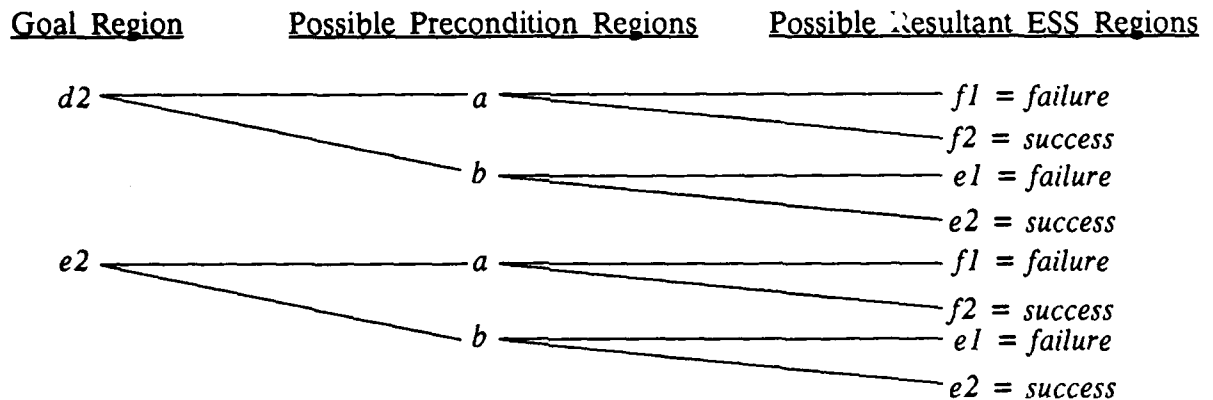 Goal Region Possible Precondition Regions Possible Resultant ESS Regions
d2 a f1 = failure
f2 = success
b e1 = failure
e2 = success
e2 a f1 = failure
f2 = success
b e1 = failure
e2 = success